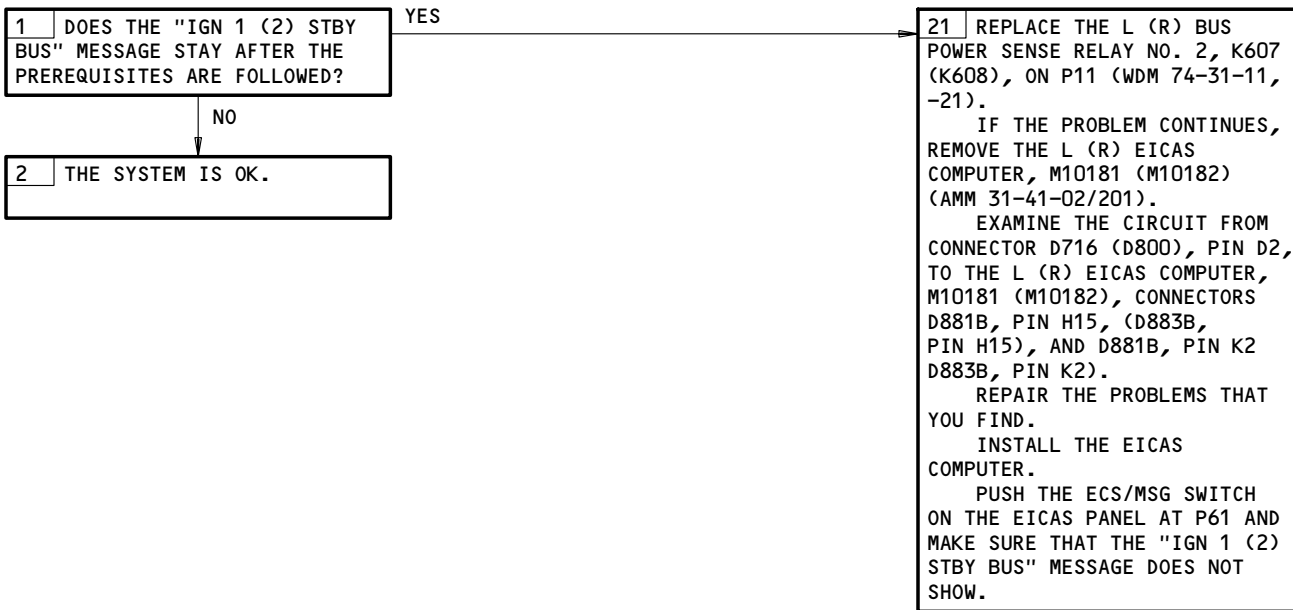 1 DOES THE "IGN 1 (2) STBY
BUS" MESSAGE STAY AFTER THE
PREREQUISITES ARE FOLLOWED?
YES
NO
2 THE SYSTEM IS OK.
21 REPLACE THE L (R) BUS
POWER SENSE RELAY NO. 2, K607
(K608), ON P11 (WDM 74-31-11,
-21).
IF THE PROBLEM CONTINUES,
REMOVE THE L (R) EICAS
COMPUTER, M10181 (M10182)
(AMM 31-41-02/201).
EXAMINE THE CIRCUIT FROM
CONNECTOR D716 (D800), PIN D2,
TO THE L (R) EICAS COMPUTER,
M10181 (M10182), CONNECTORS
D881B, PIN H15, (D883B,
PIN H15), AND D881B, PIN K2
D883B, PIN K2).
REPAIR THE PROBLEMS THAT
YOU FIND.
INSTALL THE EICAS
COMPUTER.
PUSH THE ECS/MSG SWITCH
ON THE EICAS PANEL AT P61 AND
MAKE SURE THAT THE "IGN 1 (2)
STBY BUS" MESSAGE DOES NOT
SHOW.